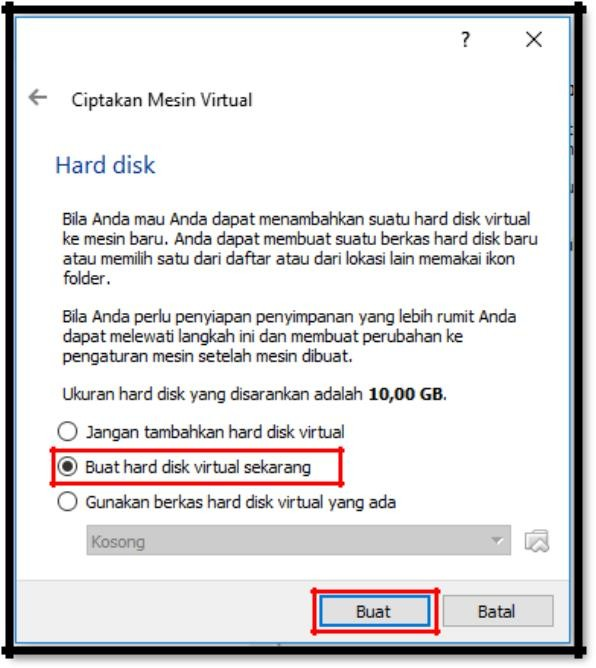 ?
Ciptakan Mesin Virtual
Hard disk
Bila Anda mau Anda dapat menambahkan suatu hard disk virtual
ke mesin baru. Anda dapat membuat suatu berkas hard disk baru
atau memilih satu dari daftar atau dari lokasi lain memakai ikon
folder.
Bila Anda perlu penyiapan penyimpanan yang lebih rumit Anda
dapat melewati langkah ini dan membuat perubahan ke
pengaturan mesin setelah mesin dibuat.
Ukuran hard disk yang disarankan adalah 10,00 GB.
Jangan tambahkan hard disk virtual
Buat hard disk virtual sekarang
Gunakan berkas hard disk virtual yang ada
Kosong
Buat Batal